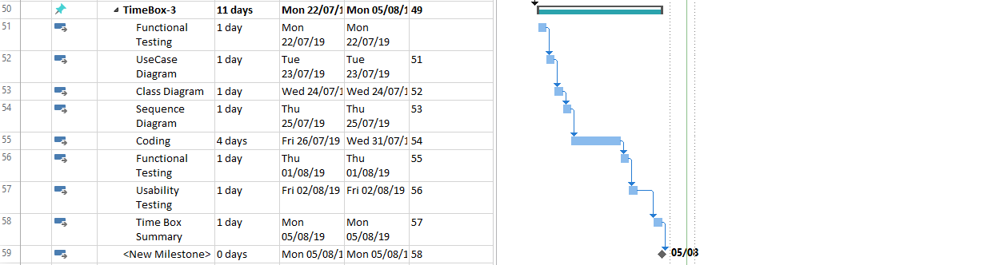 50 TimeBox-3 11 days Mon 22/07/1 Mon 05/08/1 49
51 Functional 1 day Mon Mon
Testing 22/07/19 22/07/19
52 UseCase 1 day Tue Tue 51
Diagram 23/07/19 23/07/19
53 Class Diagram 1 day Wed 24/07/1 Wed 24/07/1 52
54 Sequence 1 day Thu Thu 53
Diagram 25/07/19 25/07/19
55 Coding 4 days Fri 26/07/19 Wed 31/07/1 54
56 Functional 1 day Thu Thu 55
Testing 01/08/19 01/08/19
57 Usability 1 day Fri 02/08/19 Fri 02/08/19 56
Testing
58 Time Box 1 day Mon Mon 57
Summary 05/08/19 05/08/19
59 <New Milestone> 0 days Mon 05/08/1 Mon 05/08/1 58 05/08